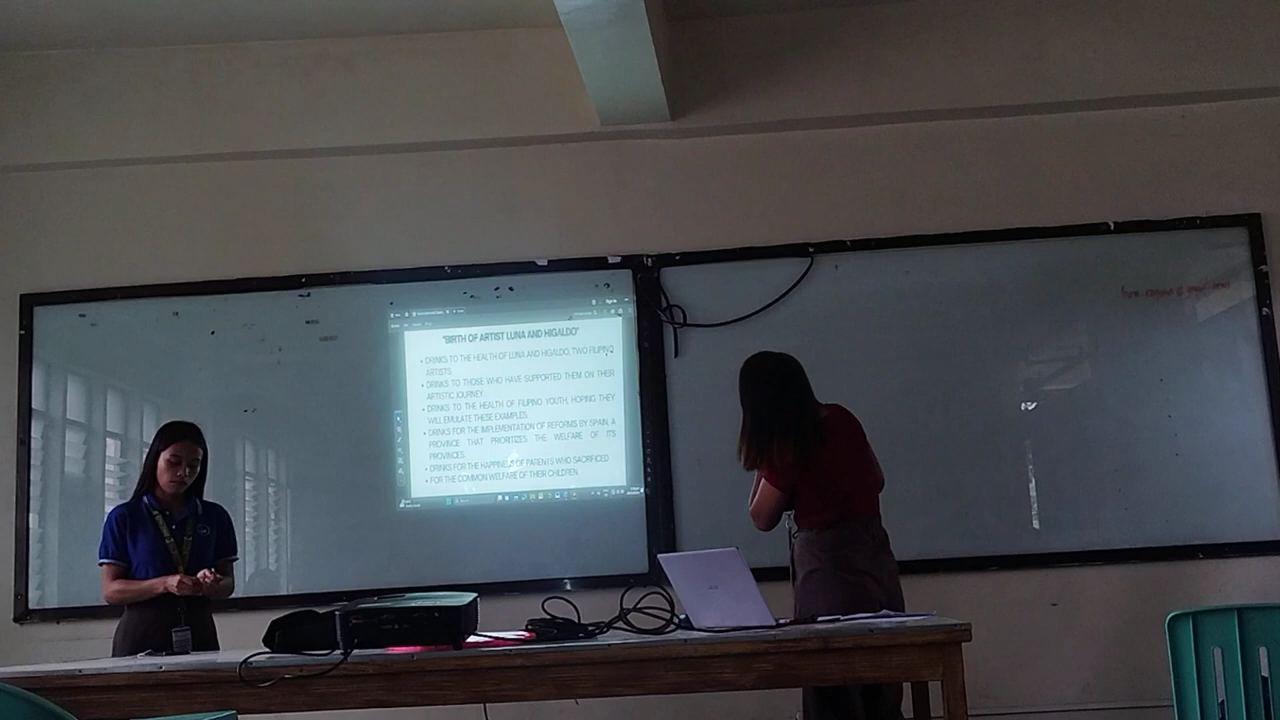 "BIRTH OF ARTIST LUNA AND HIGALDO"
• DRINKS TO THE HEALTH OF LUNA AND HIGALDO, TWO FILIPINO
ARTISTS.
• DRINKS TO THOSE WHO HAVE SUPPORTED THEM ON THEIR
ARTISTIC JOURNEY.
• DRINKS TO THE HEALTH OF FILIPINO YOUTH, HOPING THEY
WILL EMULATE THESE EXAMPLES.
• DRINKS FOR THE IMPLEMENTATION OF REFORMS BY SPAIN, A
PROVINCE THAT PRIORITIZES THE WELFARE OF ITS
PROVINCES.
• DRINKS FOR THE HAPPINESS OF PARENTS WHO SACRIFICED
FOR THE COMMON WELFARE OF THEIR CHILDREN.